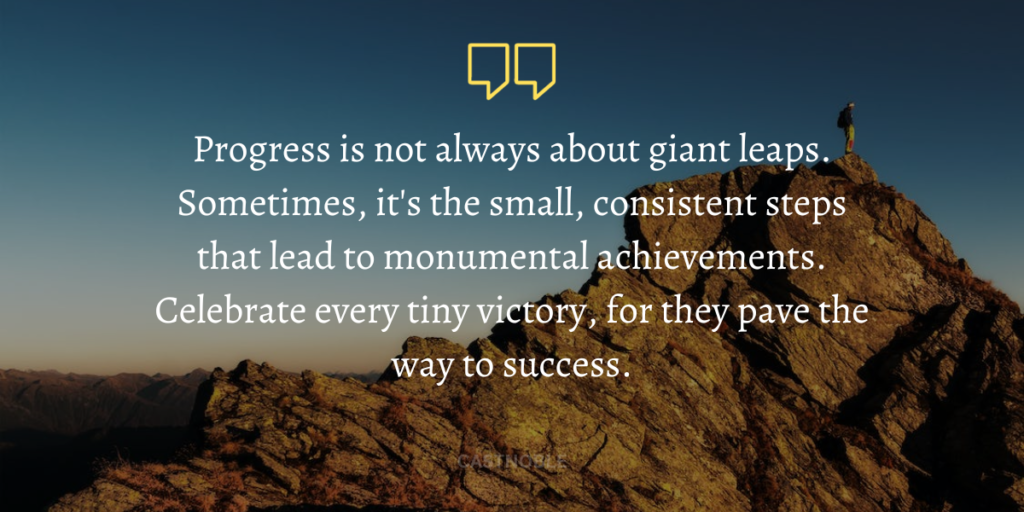 Progress is not always about giant leaps.
Sometimes, it's the small, consistent steps
that lead to monumental achievements.
Celebrate every tiny victory, for they pave the
way to success.